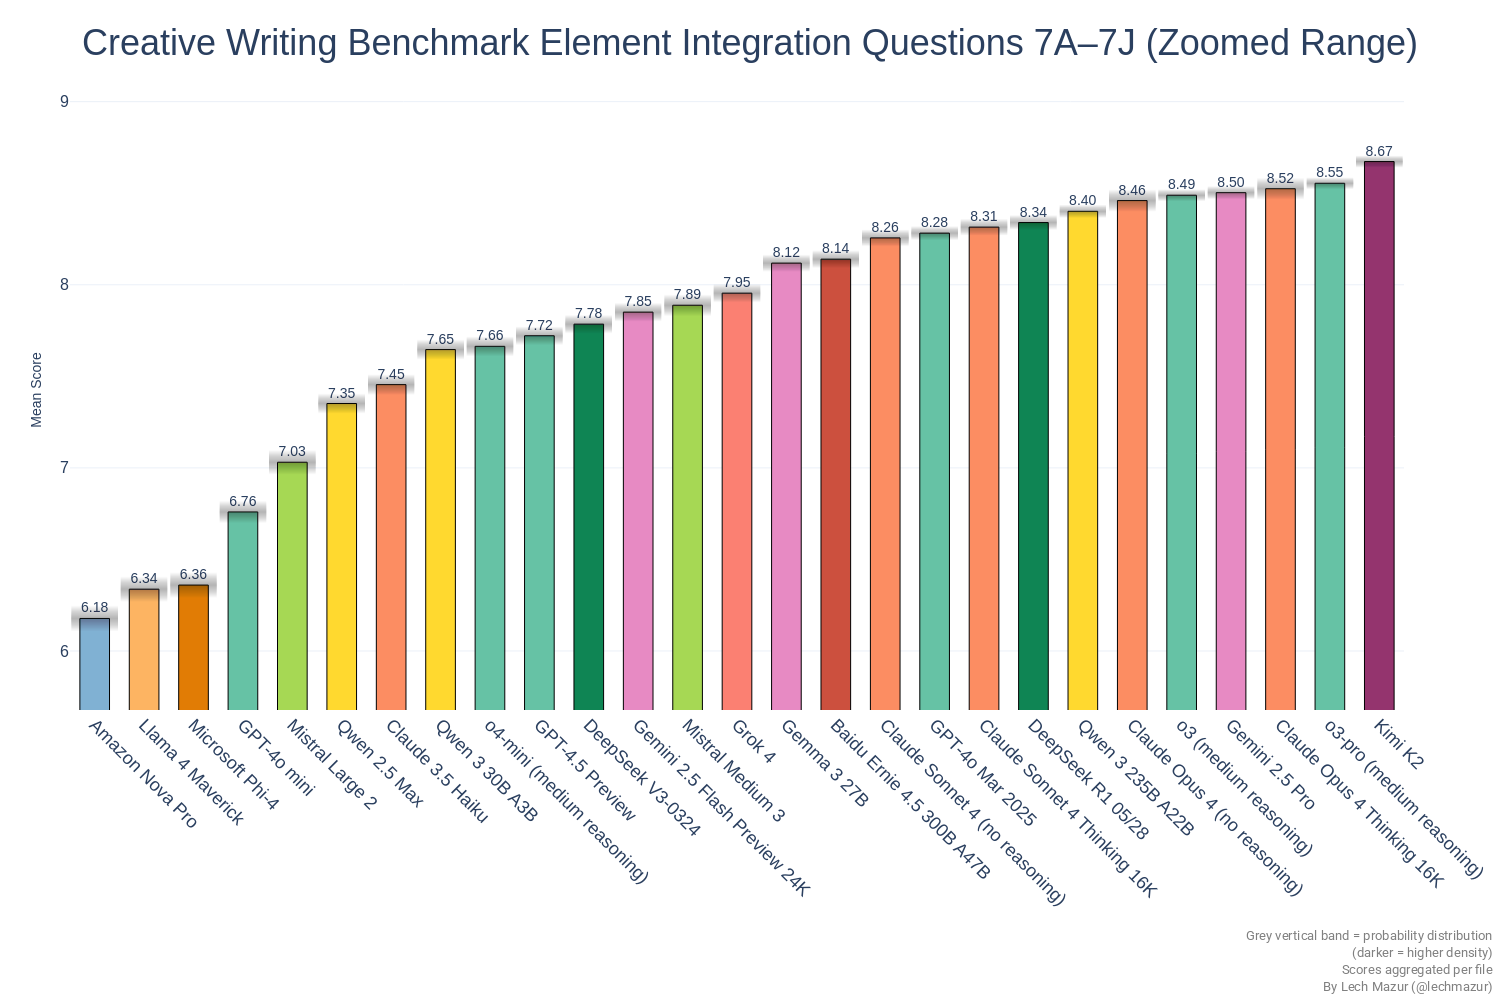 Creative Writing Benchmark Element Integration Questions 7A–7J (Zoomed Range)
9
8
7
6
Mean Score
6.18
6.34
6.36
6.76
7.03
7.35
7.45
7.65
7.66
7.72
7.78
7.85
7.89
7.95
8.12
8.14
8.26
8.28
8.31
8.34
8.40
8.46
8.49
8.50
8.52
8.55
8.67
Amazon Nova Pro
Llama 4 Maverick
Microsoft Phi-4
GPT-4o mini
Mistral Large 2
Qwen 2.5 Max
Claude 3.5 Haiku
Qwen 3 30B A3B
o4-mini (medium reasoning)
GPT-4.5 Preview
DeepSeek V3-0324
Gemini 2.5 Flash Preview 24K
Mistral Medium 3
Grok 4
Gemma 3 27B
Baidu Ernie 4.5 300B A47B
Claude Sonnet 4 (no reasoning)
GPT-4o Mar 2025
Claude Sonnet 4 Thinking 16K
DeepSeek R1 05/28
Qwen 3 235B A22B
Claude Opus 4 (no reasoning)
o3 (medium reasoning)
Gemini 2.5 Pro
Claude Opus 4 Thinking 16K
o3-pro (medium reasoning)
Kimi K2
Grey vertical band = probability distribution
(darker = higher density)
Scores aggregated per file
By Lech Mazur (@lechmazur)